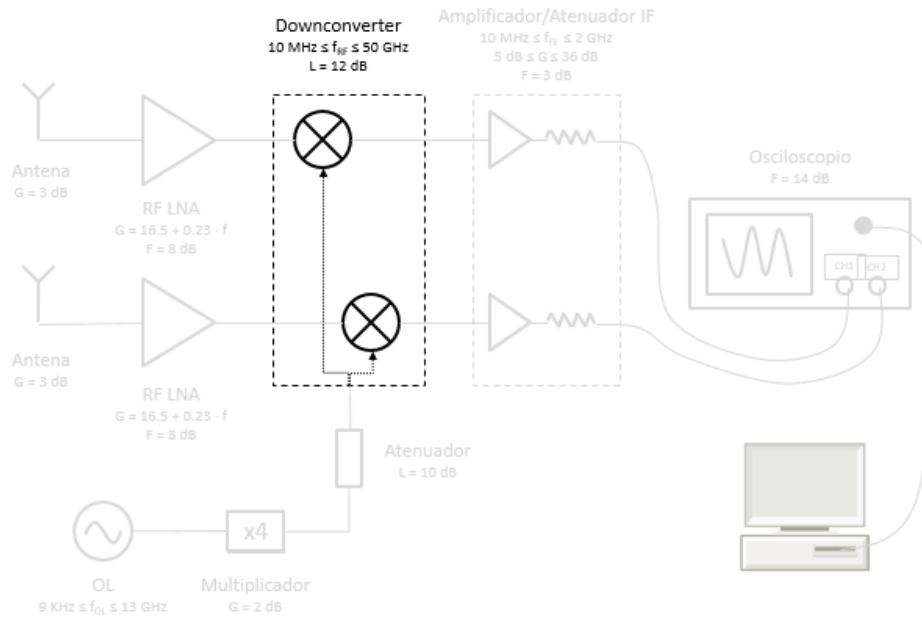 Downconverter
10 MHz ≤ f_RF ≤ 50 GHz
L = 12 dB
Amplificador/Atenuador IF
10 MHz ≤ f_FI ≤ 2 GHz
5 dB ≤ G ≤ 36 dB
F = 3 dB
Antena
G = 3 dB
RF LNA
G = 16.5 + 0.23 · f
F = 8 dB
Osciloscopio
F = 14 dB
CH1
CH2
Antena
G = 3 dB
RF LNA
G = 16.5 + 0.23 · f
F = 8 dB
Atenuador
L = 10 dB
x4
OL
9 KHz ≤ f_OL ≤ 13 GHz
Multiplicador
G = 2 dB